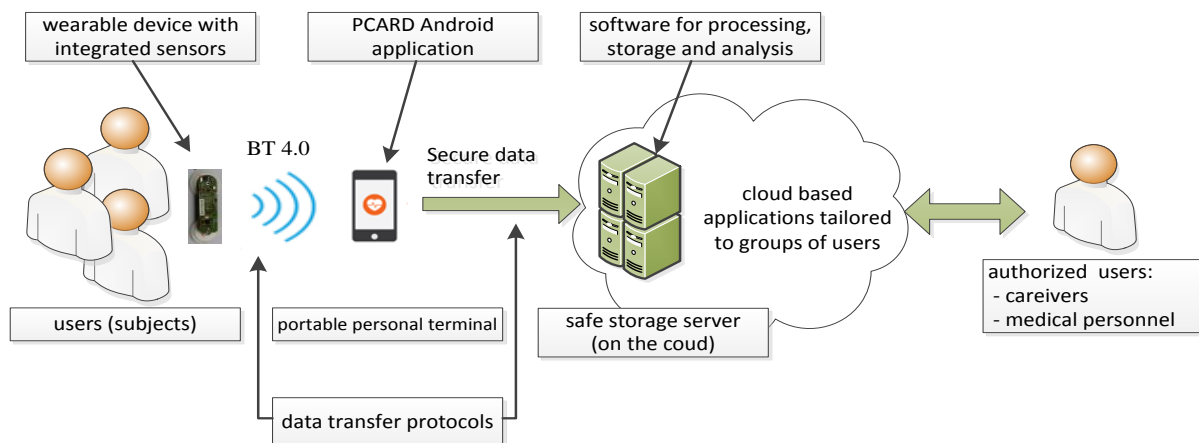 wearable device with
integrated sensors
PCARD Android
application
software for processing,
storage and analysis
BT 4.0
Secure data
transfer
cloud based
applications tailored
to groups of users
users (subjects)
portable personal terminal
safe storage server
(on the coud)
authorized users:
- careivers
- medical personnel
data transfer protocols